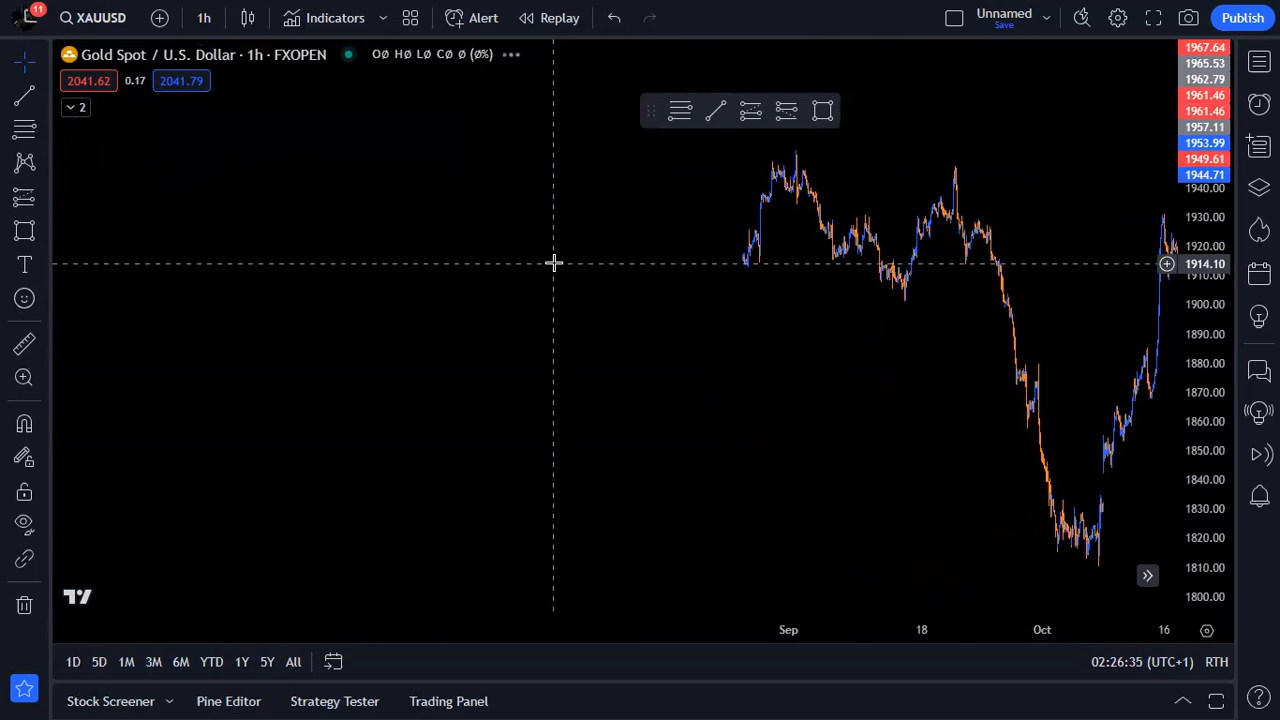 11
XAUUSD
1h
Indicators
Alert
Replay
Unnamed
Save
Publish
Gold Spot / U.S. Dollar · 1h · FXOPEN
OØ HØ LØ CØ Ø (Ø%)
2041.62
0.17
2041.79
2
1967.64
1965.53
1962.79
1961.46
1961.46
1957.11
1953.99
1949.61
1944.71
1940.00
1930.00
1920.00
1914.10
1910.00
1900.00
1890.00
1880.00
1870.00
1860.00
1850.00
1840.00
1830.00
1820.00
1810.00
1800.00
Sep
18
Oct
16
1D
5D
1M
3M
6M
YTD
1Y
5Y
All
02:26:35 (UTC+1)
RTH
Stock Screener
Pine Editor
Strategy Tester
Trading Panel